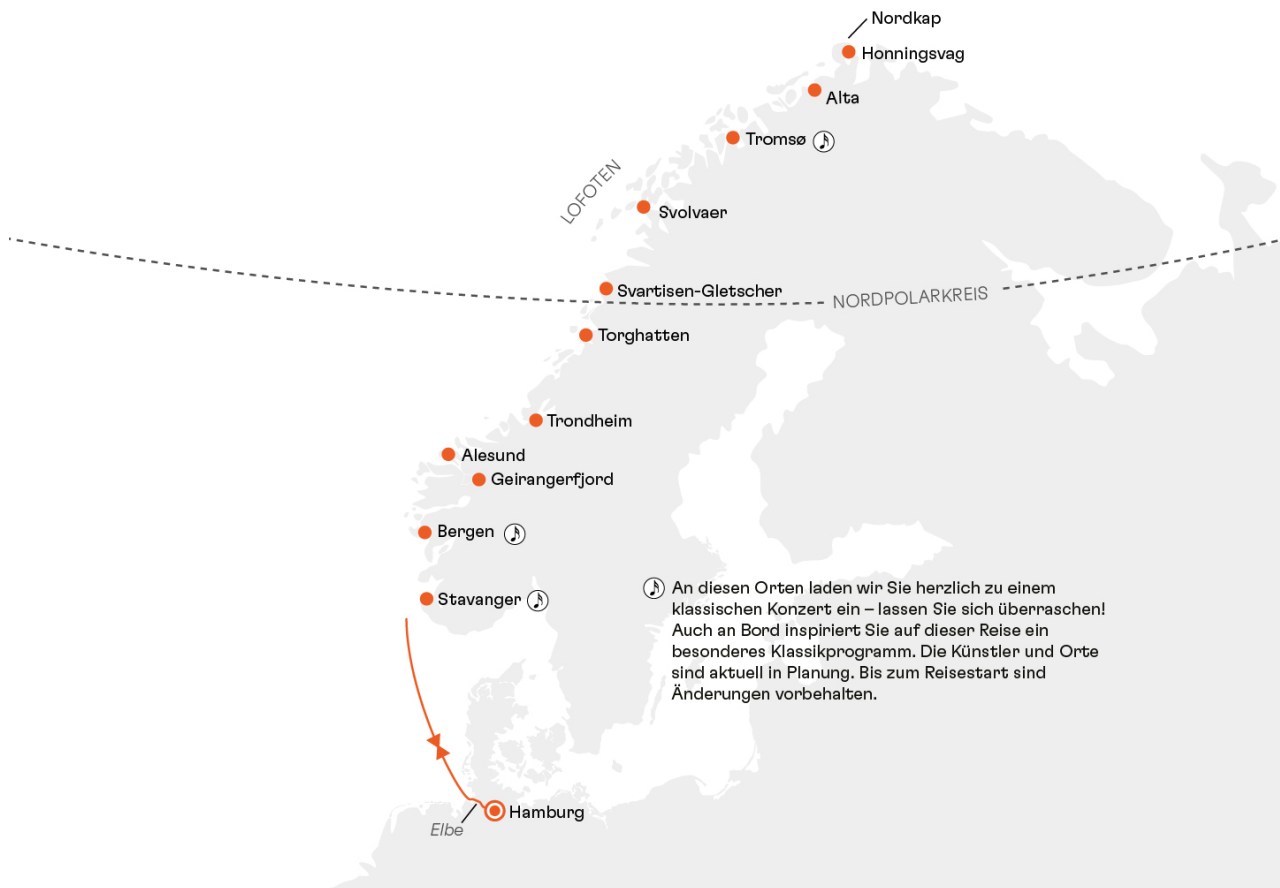 Nordkap
Honningsvag
Alta
Tromsø
LOFOTEN
Svolvaer
Svartisen-Gletscher
NORDPOLARKREIS
Torghatten
Trondheim
Alesund
Geirangerfjord
Bergen
Stavanger
An diesen Orten laden wir Sie herzlich zu einem
klassischen Konzert ein – lassen Sie sich überraschen!
Auch an Bord inspiriert Sie auf dieser Reise ein
besonderes Klassikprogramm. Die Künstler und Orte
sind aktuell in Planung. Bis zum Reisestart sind
Änderungen vorbehalten.
Hamburg
Elbe